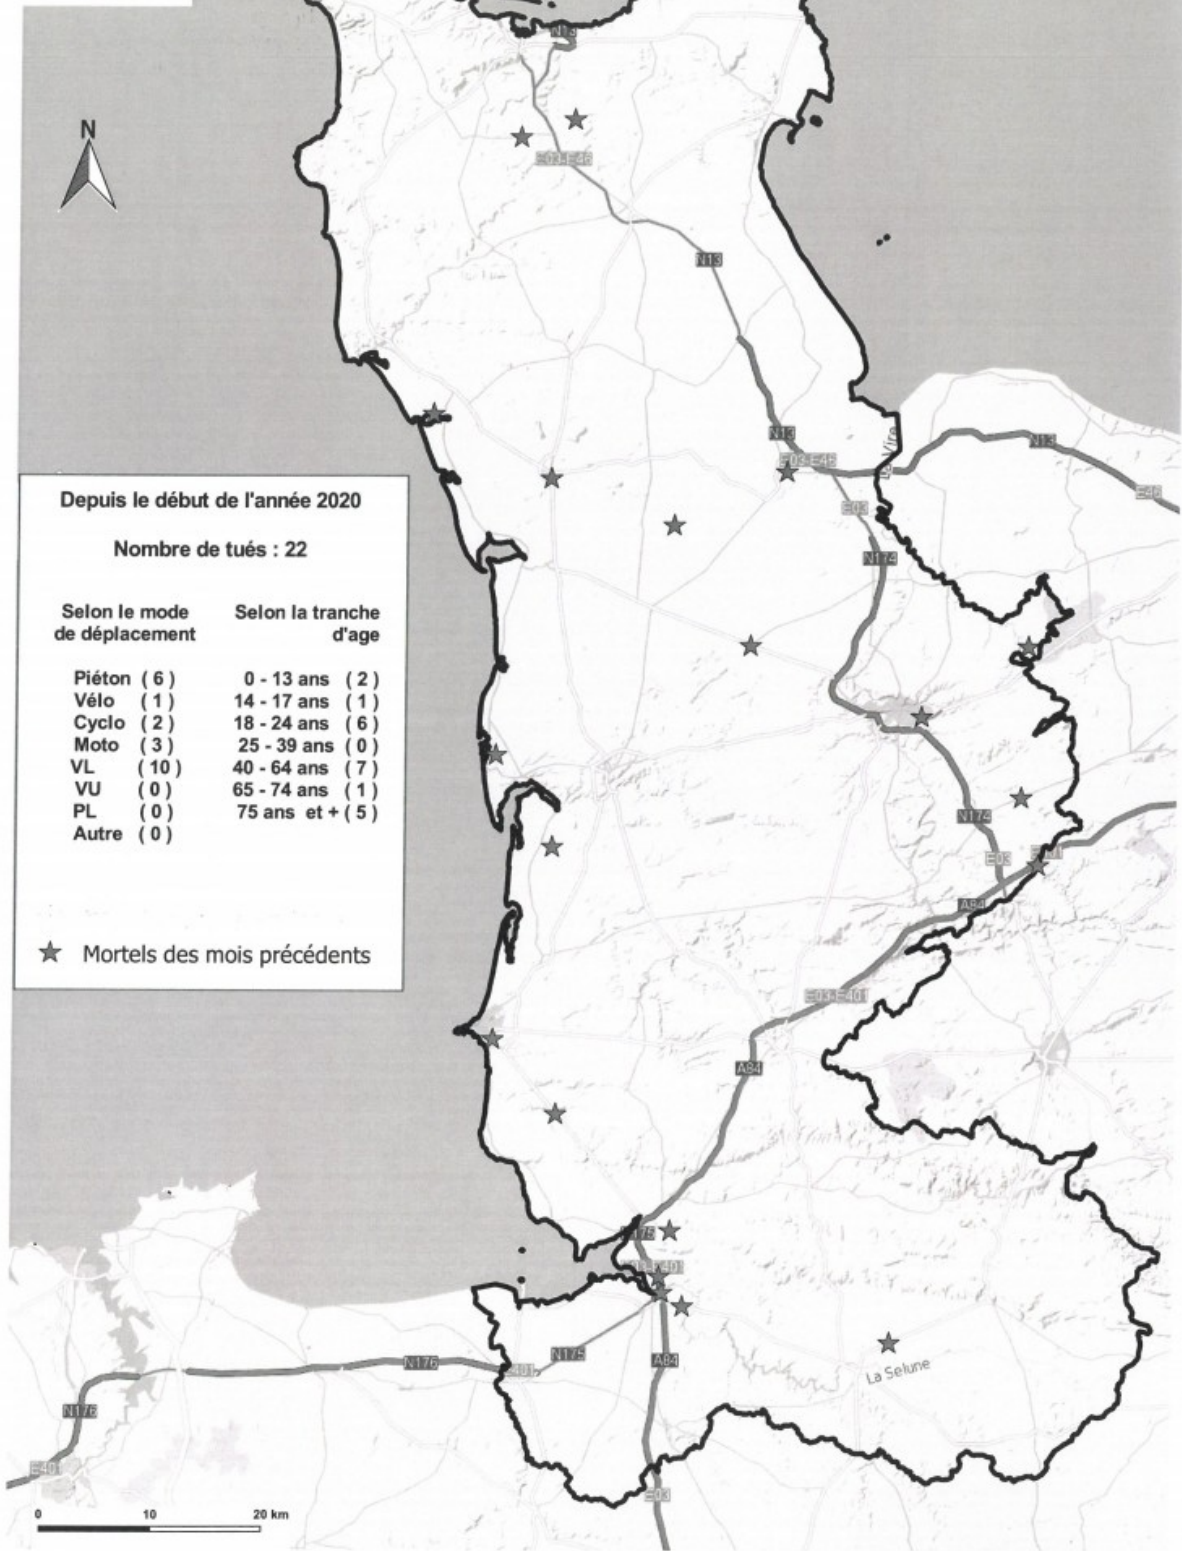 N13
E03-E46
N
N13
N13
E03-E46
La Vire
N13
E46
E03
N174
Depuis le début de l'année 2020
Nombre de tués : 22
Selon le mode
de déplacement
Selon la tranche
d'age
Piéton ( 6 )
0 - 13 ans ( 2 )
Vélo ( 1 )
14 - 17 ans ( 1 )
Cyclo ( 2 )
18 - 24 ans ( 6 )
Moto ( 3 )
25 - 39 ans ( 0 )
VL ( 10 )
40 - 64 ans ( 7 )
VU ( 0 )
65 - 74 ans ( 1 )
PL ( 0 )
75 ans et + ( 5 )
Autre ( 0 )
Mortels des mois précédents
N174
E03
A84
E03-E401
A84
N175
A84
N176
La Selune
N176
E401
E03
0 10 20 km